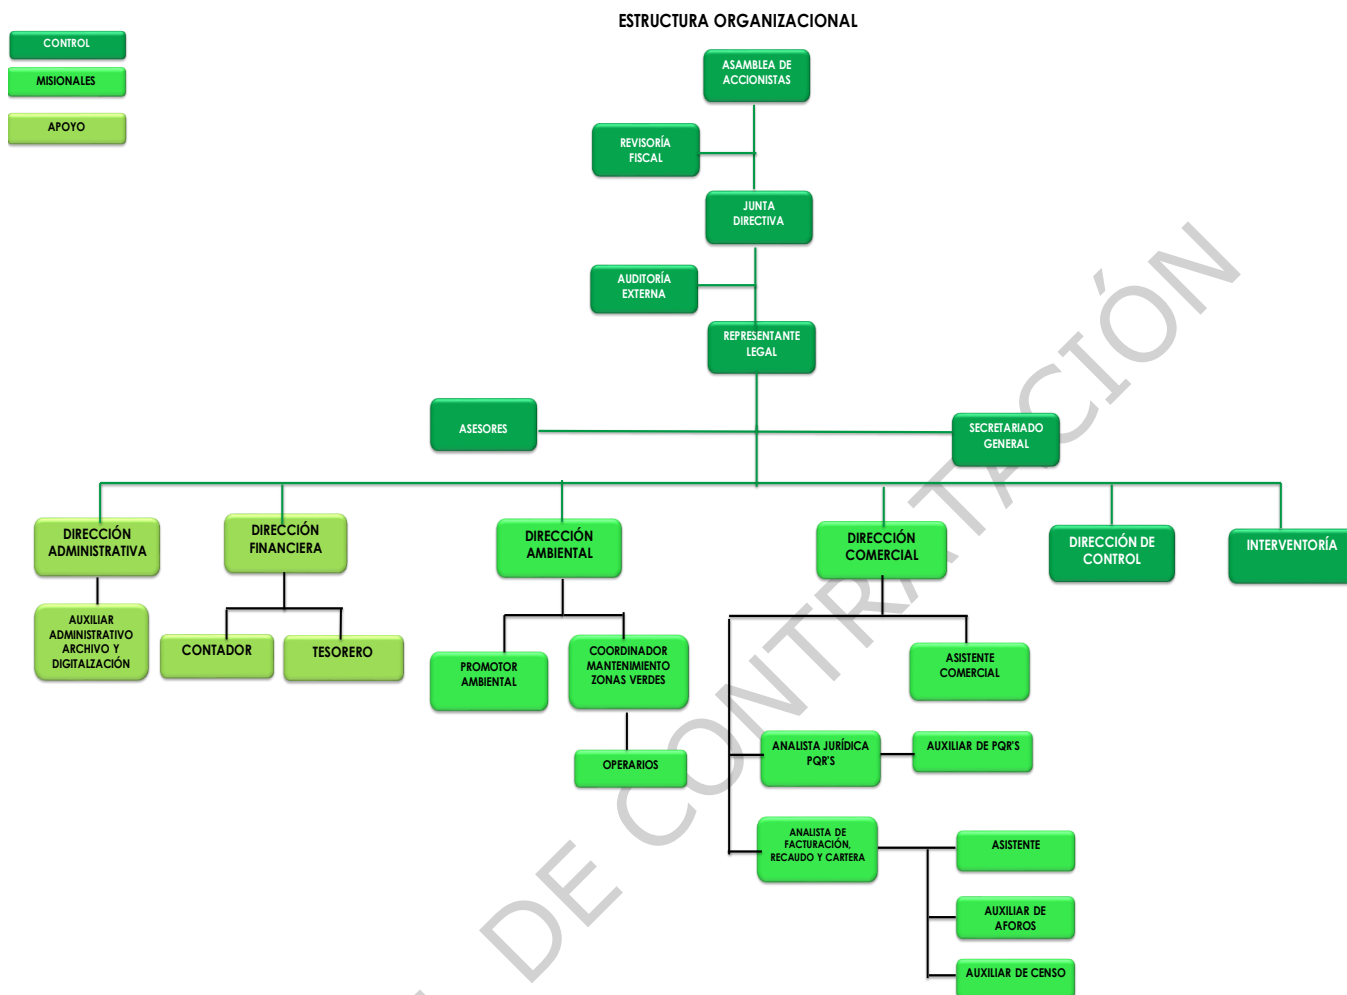 ESTRUCTURA ORGANIZACIONAL
CONTROL
MISIONALES
APOYO
ASAMBLEA DE
ACCIONISTAS
REVISORÍA
FISCAL
JUNTA
DIRECTIVA
AUDITORÍA
EXTERNA
REPRESENTANTE
LEGAL
ASESORES
SECRETARIADO
GENERAL
DIRECCIÓN
ADMINISTRATIVA
DIRECCIÓN
FINANCIERA
DIRECCIÓN
AMBIENTAL
DIRECCIÓN
COMERCIAL
DIRECCIÓN DE
CONTROL
INTERVENTORÍA
AUXILIAR
ADMINISTRATIVO
ARCHIVO Y
DIGITALZACIÓN
CONTADOR
TESORERO
PROMOTOR
AMBIENTAL
COORDINADOR
MANTENIMIENTO
ZONAS VERDES
OPERARIOS
ASISTENTE
COMERCIAL
ANALISTA JURÍDICA
PQR'S
AUXILIAR DE PQR'S
ANALISTA DE
FACTURACIÓN,
RECAUDO Y CARTERA
ASISTENTE
AUXILIAR DE
AFOROS
AUXILIAR DE CENSO
DE CONTRATACIÓN